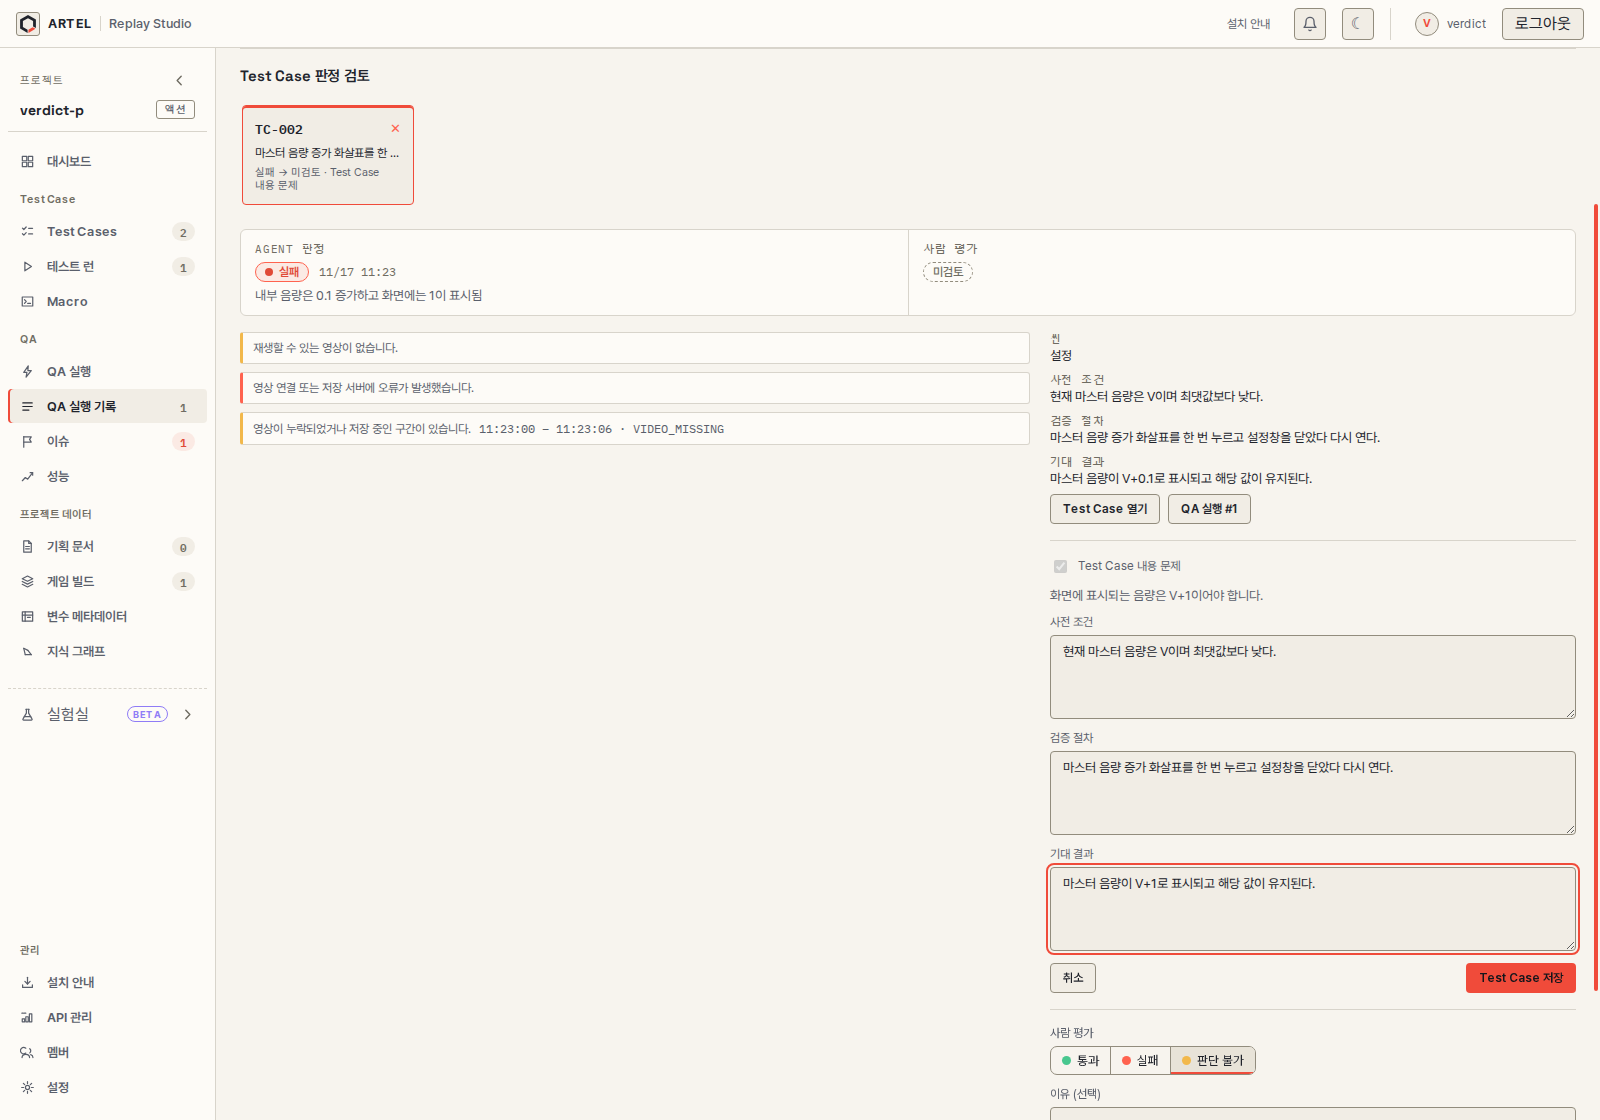 ARTEL
Replay Studio
설치 안내
V
verdict
로그아웃
프로젝트
verdict-p
액션
대시보드
Test Case
Test Cases
2
테스트 런
1
Macro
QA
QA 실행
QA 실행 기록
1
이슈
1
성능
프로젝트 데이터
기획 문서
0
게임 빌드
1
변수 메타데이터
지식 그래프
실험실
BETA
관리
설치 안내
API 관리
멤버
설정
Test Case 판정 검토
TC-002
마스터 음량 증가 화살표를 한 ...
실패 → 미검토 · Test Case
내용 문제
AGENT 판정
실패
11/17 11:23
내부 음량은 0.1 증가하고 화면에는 1이 표시됨
사람 평가
미검토
재생할 수 있는 영상이 없습니다.
영상 연결 또는 저장 서버에 오류가 발생했습니다.
영상이 누락되었거나 저장 중인 구간이 있습니다. 11:23:00 – 11:23:06 · VIDEO_MISSING
씬
설정
사전 조건
현재 마스터 음량은 V이며 최댓값보다 낮다.
검증 절차
마스터 음량 증가 화살표를 한 번 누르고 설정창을 닫았다 다시 연다.
기대 결과
마스터 음량이 V+0.1로 표시되고 해당 값이 유지된다.
Test Case 열기
QA 실행 #1
Test Case 내용 문제
화면에 표시되는 음량은 V+1이어야 합니다.
사전 조건
현재 마스터 음량은 V이며 최댓값보다 낮다.
검증 절차
마스터 음량 증가 화살표를 한 번 누르고 설정창을 닫았다 다시 연다.
기대 결과
마스터 음량이 V+1로 표시되고 해당 값이 유지된다.
취소
Test Case 저장
사람 평가
통과
실패
판단 불가
이유 (선택)